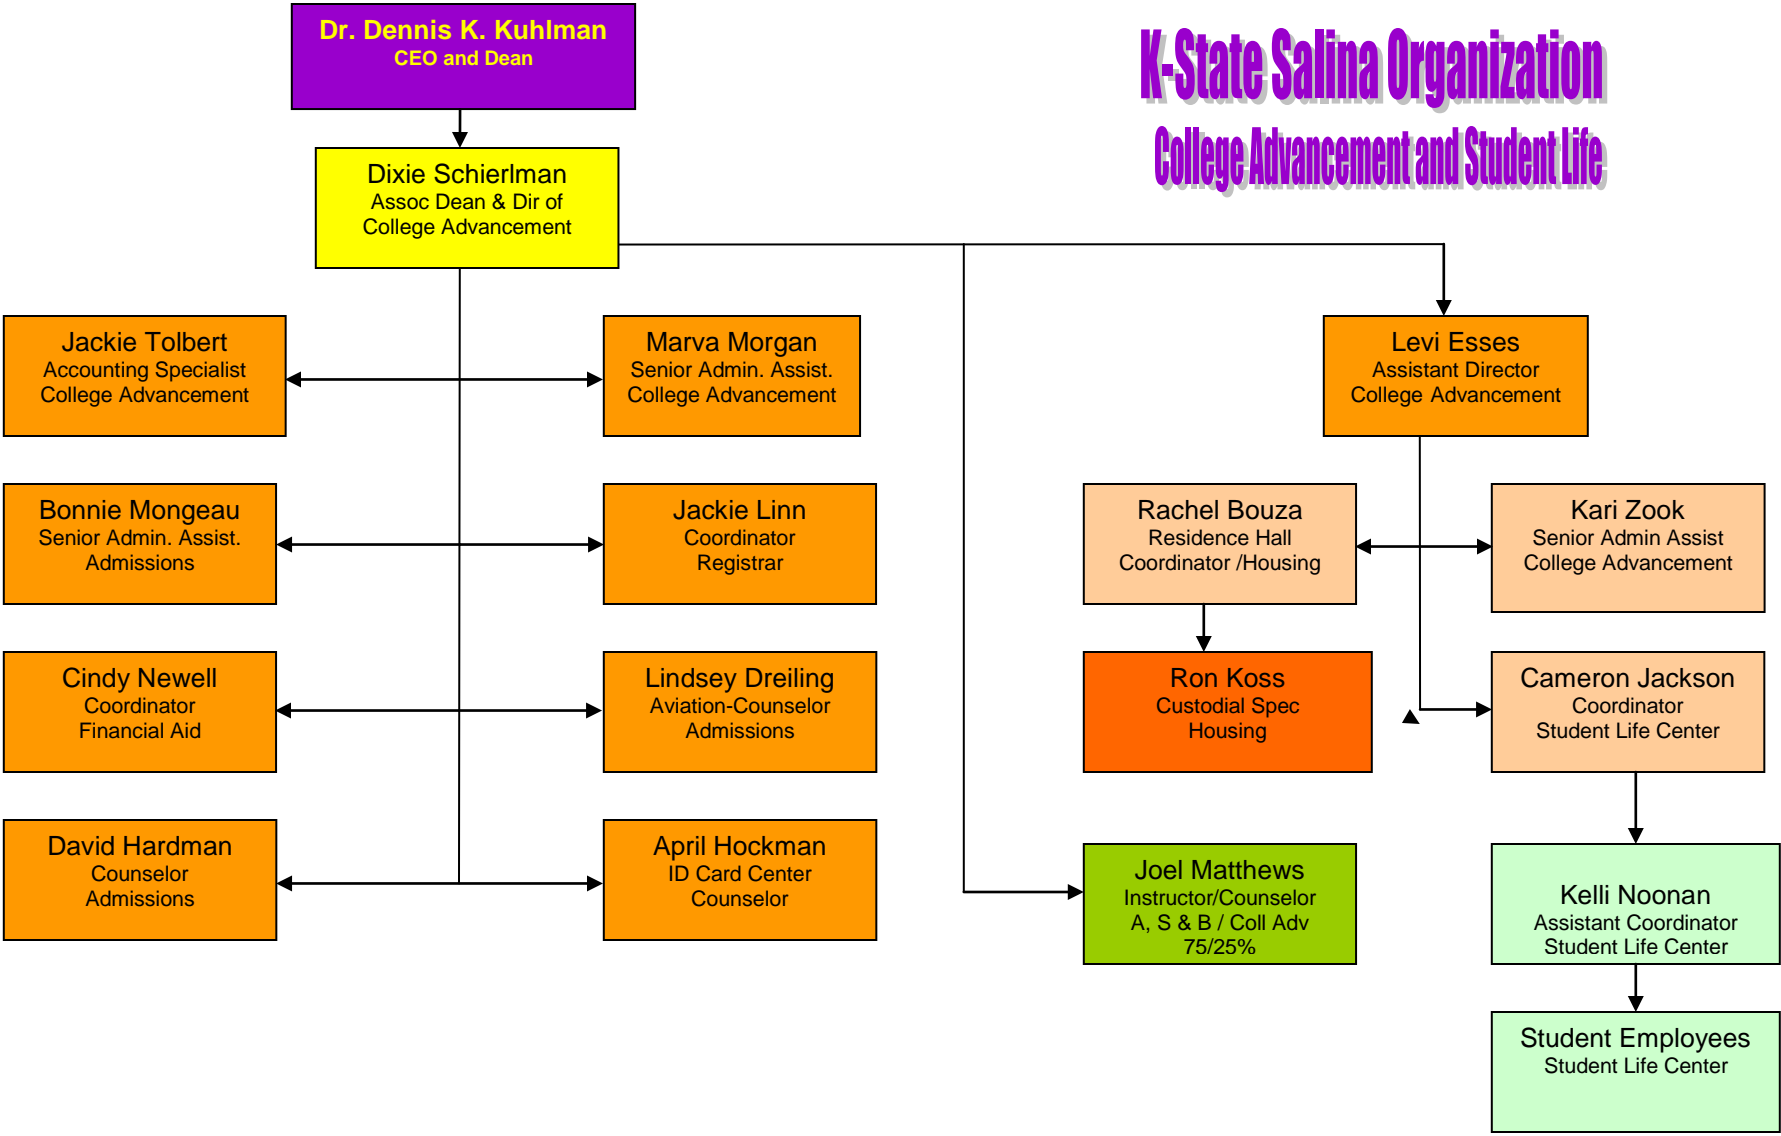 Dr. Dennis K. Kuhlman
CEO and Dean
K-State Salina Organization
College Advancement and Student Life
Dixie Schierlman
Assoc Dean & Dir of
College Advancement
Jackie Tolbert
Accounting Specialist
College Advancement
Marva Morgan
Senior Admin. Assist.
College Advancement
Levi Esses
Assistant Director
College Advancement
Bonnie Mongeau
Senior Admin. Assist.
Admissions
Jackie Linn
Coordinator
Registrar
Rachel Bouza
Residence Hall
Coordinator /Housing
Kari Zook
Senior Admin Assist
College Advancement
Cindy Newell
Coordinator
Financial Aid
Lindsey Dreiling
Aviation-Counselor
Admissions
Ron Koss
Custodial Spec
Housing
Cameron Jackson
Coordinator
Student Life Center
David Hardman
Counselor
Admissions
April Hockman
ID Card Center
Counselor
Joel Matthews
Instructor/Counselor
A, S & B / Coll Adv
75/25%
Kelli Noonan
Assistant Coordinator
Student Life Center
Student Employees
Student Life Center